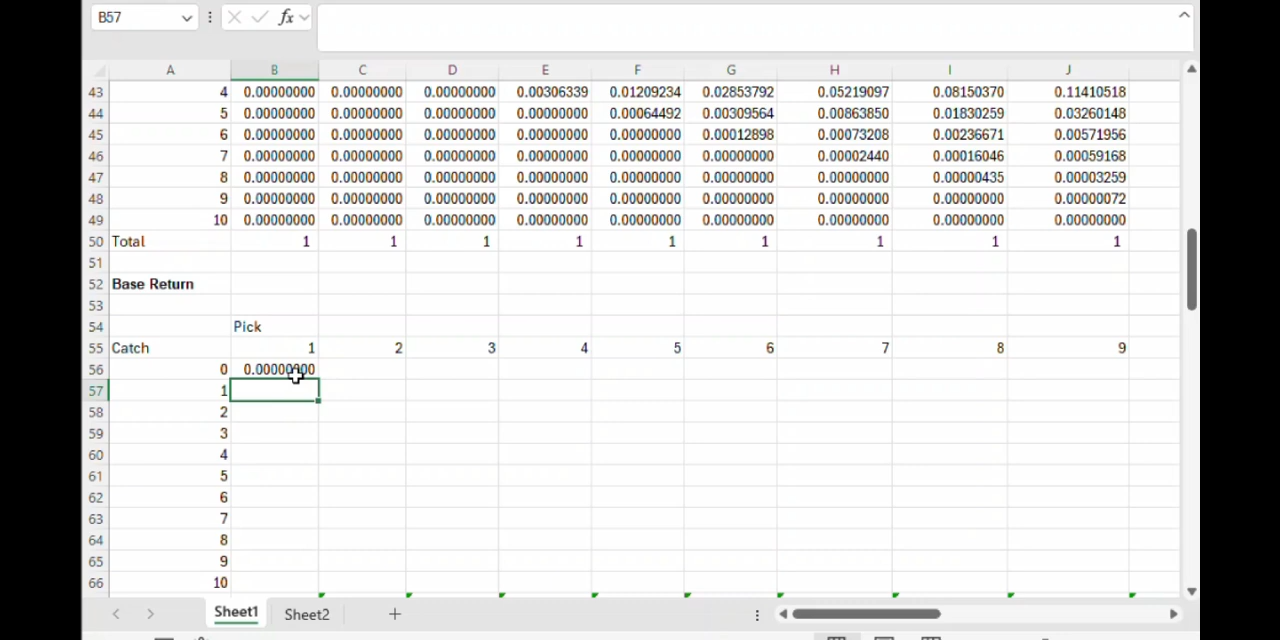 B57 fx
A B C D E F G H I J
43 4 0.00000000 0.00000000 0.00000000 0.00306339 0.01209234 0.02853792 0.05219097 0.08150370 0.11410518
44 5 0.00000000 0.00000000 0.00000000 0.00000000 0.00064492 0.00309564 0.00863850 0.01830259 0.03260148
45 6 0.00000000 0.00000000 0.00000000 0.00000000 0.00000000 0.00012898 0.00073208 0.00236671 0.00571956
46 7 0.00000000 0.00000000 0.00000000 0.00000000 0.00000000 0.00000000 0.00002440 0.00016046 0.00059168
47 8 0.00000000 0.00000000 0.00000000 0.00000000 0.00000000 0.00000000 0.00000000 0.00000435 0.00003259
48 9 0.00000000 0.00000000 0.00000000 0.00000000 0.00000000 0.00000000 0.00000000 0.00000000 0.00000072
49 10 0.00000000 0.00000000 0.00000000 0.00000000 0.00000000 0.00000000 0.00000000 0.00000000 0.00000000
50 Total 1 1 1 1 1 1 1 1 1
51
52 Base Return
53
54 Pick
55 Catch 1 2 3 4 5 6 7 8 9
56 0 0.00000000
57 1
58 2
59 3
60 4
61 5
62 6
63 7
64 8
65 9
66 10
Sheet1 Sheet2